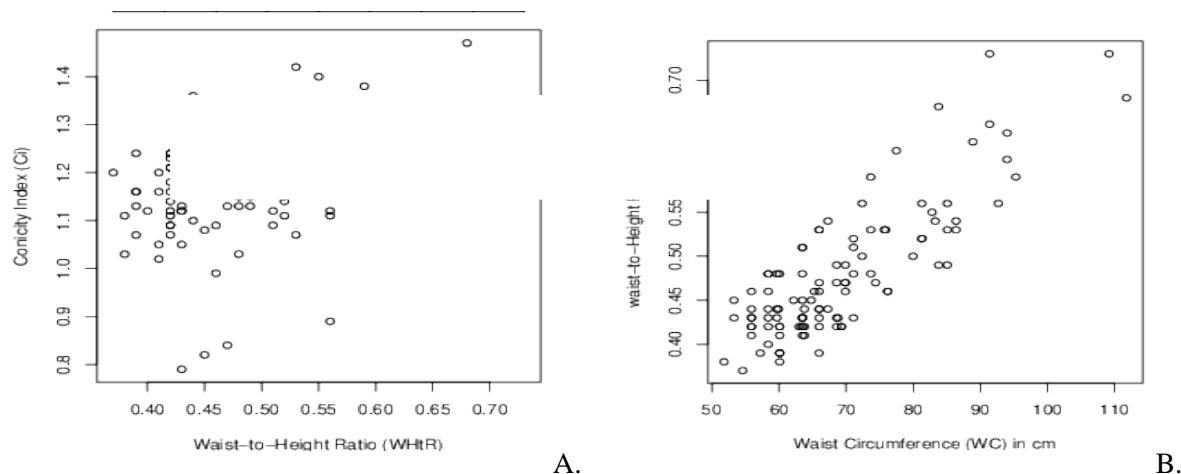 Conicity Index (Ci)
1.4
1.3
1.2
1.1
1.0
0.9
0.8
0.40 0.45 0.50 0.55 0.60 0.65 0.70
Waist-to-Height Ratio (WHtR)
A.
waist-to-Height
0.70
0.55
0.50
0.45
0.40
50 60 70 80 90 100 110
Waist Circumference (WC) in cm
B.